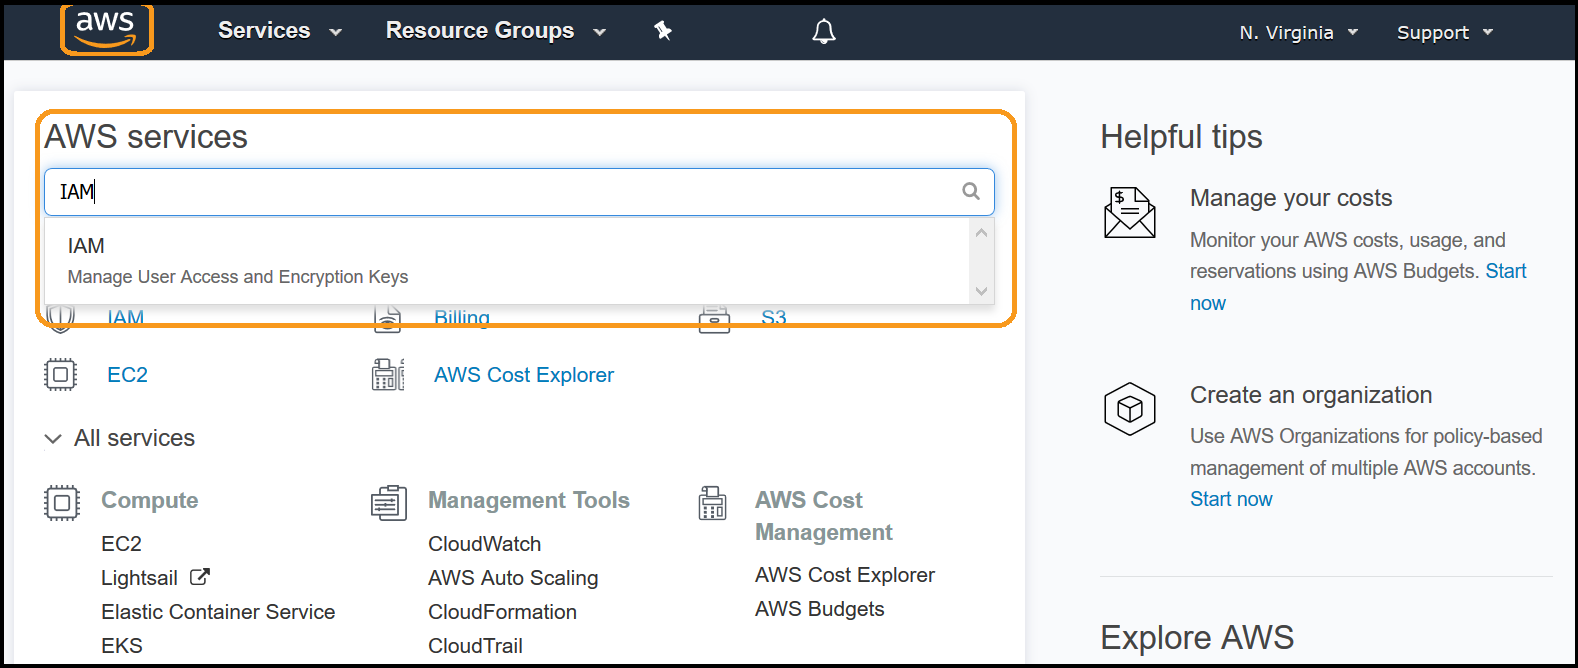 aws Services Resource Groups N. Virginia Support
AWS services
IAM
IAM
Manage User Access and Encryption Keys
IAM Billing S3
EC2 AWS Cost Explorer
All services
Compute
EC2
Lightsail
Elastic Container Service
EKS
Management Tools
CloudWatch
AWS Auto Scaling
CloudFormation
CloudTrail
AWS Cost
Management
AWS Cost Explorer
AWS Budgets
Helpful tips
Manage your costs
Monitor your AWS costs, usage, and
reservations using AWS Budgets. Start
now
Create an organization
Use AWS Organizations for policy-based
management of multiple AWS accounts.
Start now
Explore AWS